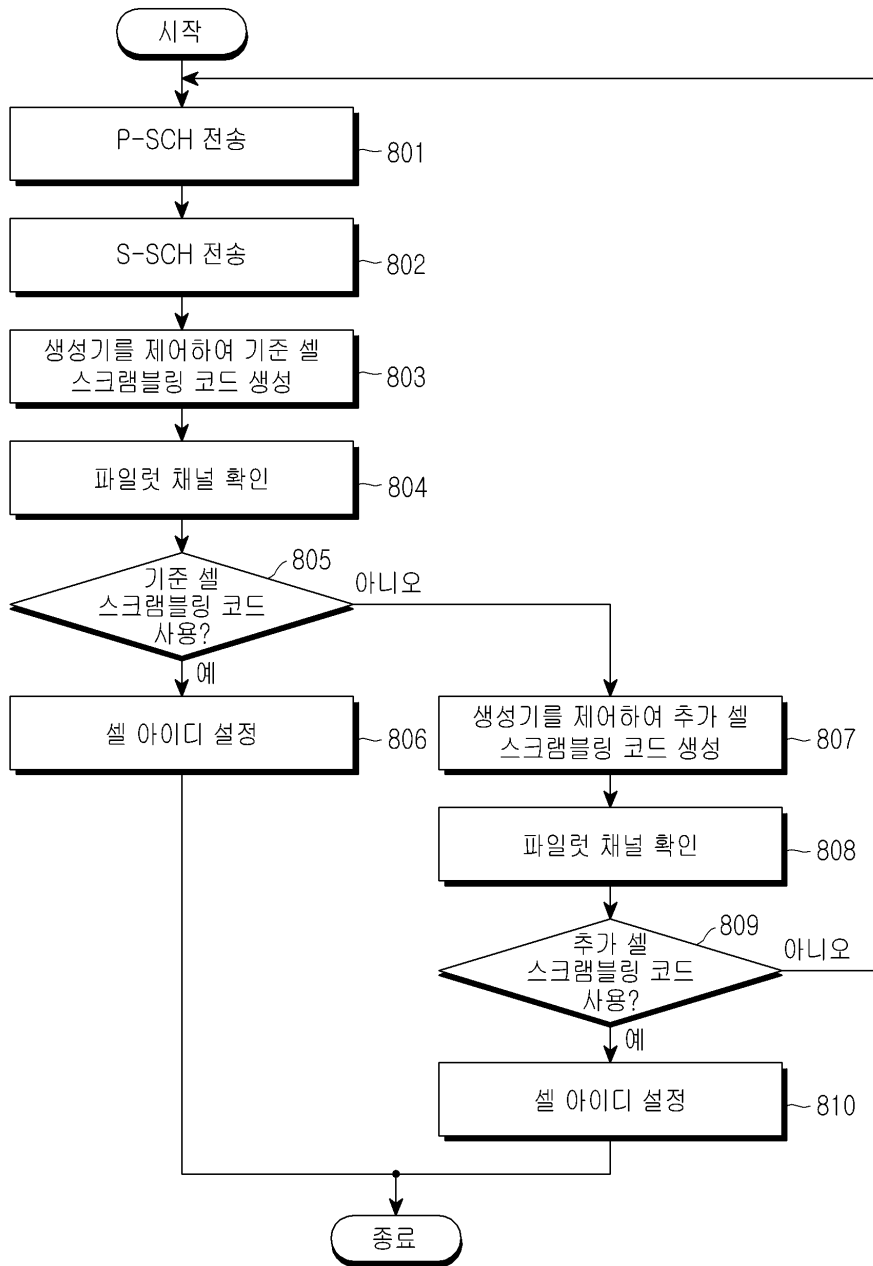 시작
P-SCH 전송
801
S-SCH 전송
802
생성기를 제어하여 기준 셀
스크램블링 코드 생성
803
파일럿 채널 확인
804
805
기준 셀
스크램블링 코드
사용?
아니오
예
셀 아이디 설정
806
생성기를 제어하여 추가 셀
스크램블링 코드 생성
807
파일럿 채널 확인
808
809
추가 셀
스크램블링 코드
사용?
아니오
예
셀 아이디 설정
810
종료